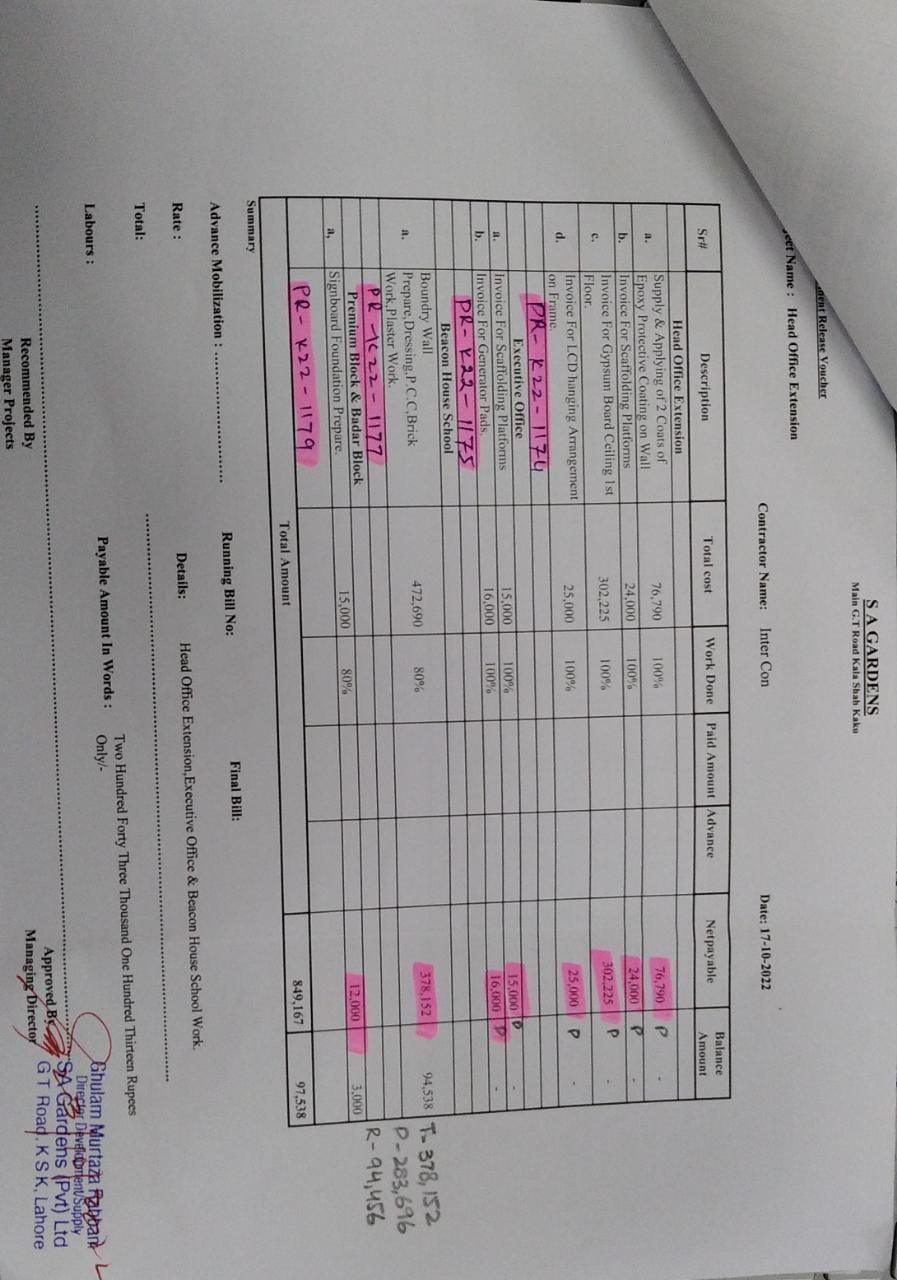 S A GARDENS
Main G.T Road Kala Shah Kaku
ment Release Voucher
ject Name : Head Office Extension Contractor Name: Inter Con Date: 17-10-2022
Sr# Description Total cost Work Done Paid Amount Advance Netpayable Balance Amount
Head Office Extension
a. Supply & Applying of 2 Coats of Epoxy Protective Coating on Wall 76,790 100% 76,790 P -
b. Invoice For Scaffolding Platforms 24,000 100% 24,000 P -
c. Invoice For Gypsum Board Ceiling 1st Floor. 302,225 100% 302,225 P -
d. Invoice For LCD hanging Arrangement on Frame. 25,000 100% 25,000 P -
PR- K22- 1174
Executive Office
a. Invoice For Scaffolding Platforms 15,000 100% 15,000 P -
b. Invoice For Generator Pads. 16,000 100% 16,000 P -
PR- K22- 1175
Beacon House School
a. Boundry Wall Prepare,Dressing,P.C.C,Brick Work,Plaster Work. 472,690 80% 378,152 94,538
T- 378,152
P- 283,696
R- 94,456
PR - K22- 1177
Premium Block & Badar Block
a, Signboard Foundation Prepare. 15,000 80% 12,000 3,000
PR- K22- 1179
Total Amount 849,167 97,538
Summary
Advance Mobilization : .................... Running Bill No: Final Bill:
Rate : Details: Head Office Extension,Executive Office & Beacon House School Work.
Total:
Labours : Payable Amount In Words : Two Hundred Forty Three Thousand One Hundred Thirteen Rupees
Only/-
Recommended By Approved By
Manager Projects Managing Director
Ghulam Murtaza Rabbani
Director Development/Supply
SA Gardens (Pvt) Ltd
G T Road, K S K, Lahore